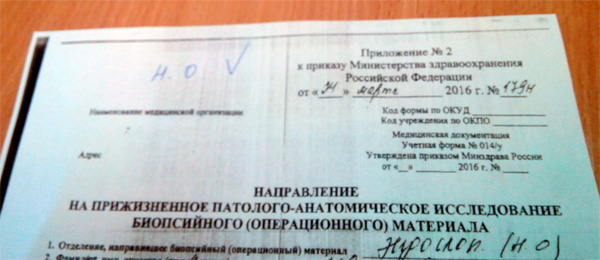 н.о V
Приложение № 2
к приказу Министерства здравоохранения
Российской Федерации
от «24» марта 2016 г. № 179н
Наименование медицинской организации
Код формы по ОКУД
Код учреждения по ОКПО
Медицинская документация
Учетная форма № 014/у
Адрес
Утверждена приказом Минздрава России
от «__» ________ 2016 № ____
НАПРАВЛЕНИЕ
НА ПРИЖИЗНЕННОЕ ПАТОЛОГО-АНАТОМИЧЕСКОЕ ИССЛЕДОВАНИЕ
БИОПСИЙНОГО (ОПЕРАЦИОННОГО) МАТЕРИАЛА
1. Отделение, направившее биопсийный (операционный) материал (н.о)
2. Фамилия, имя,